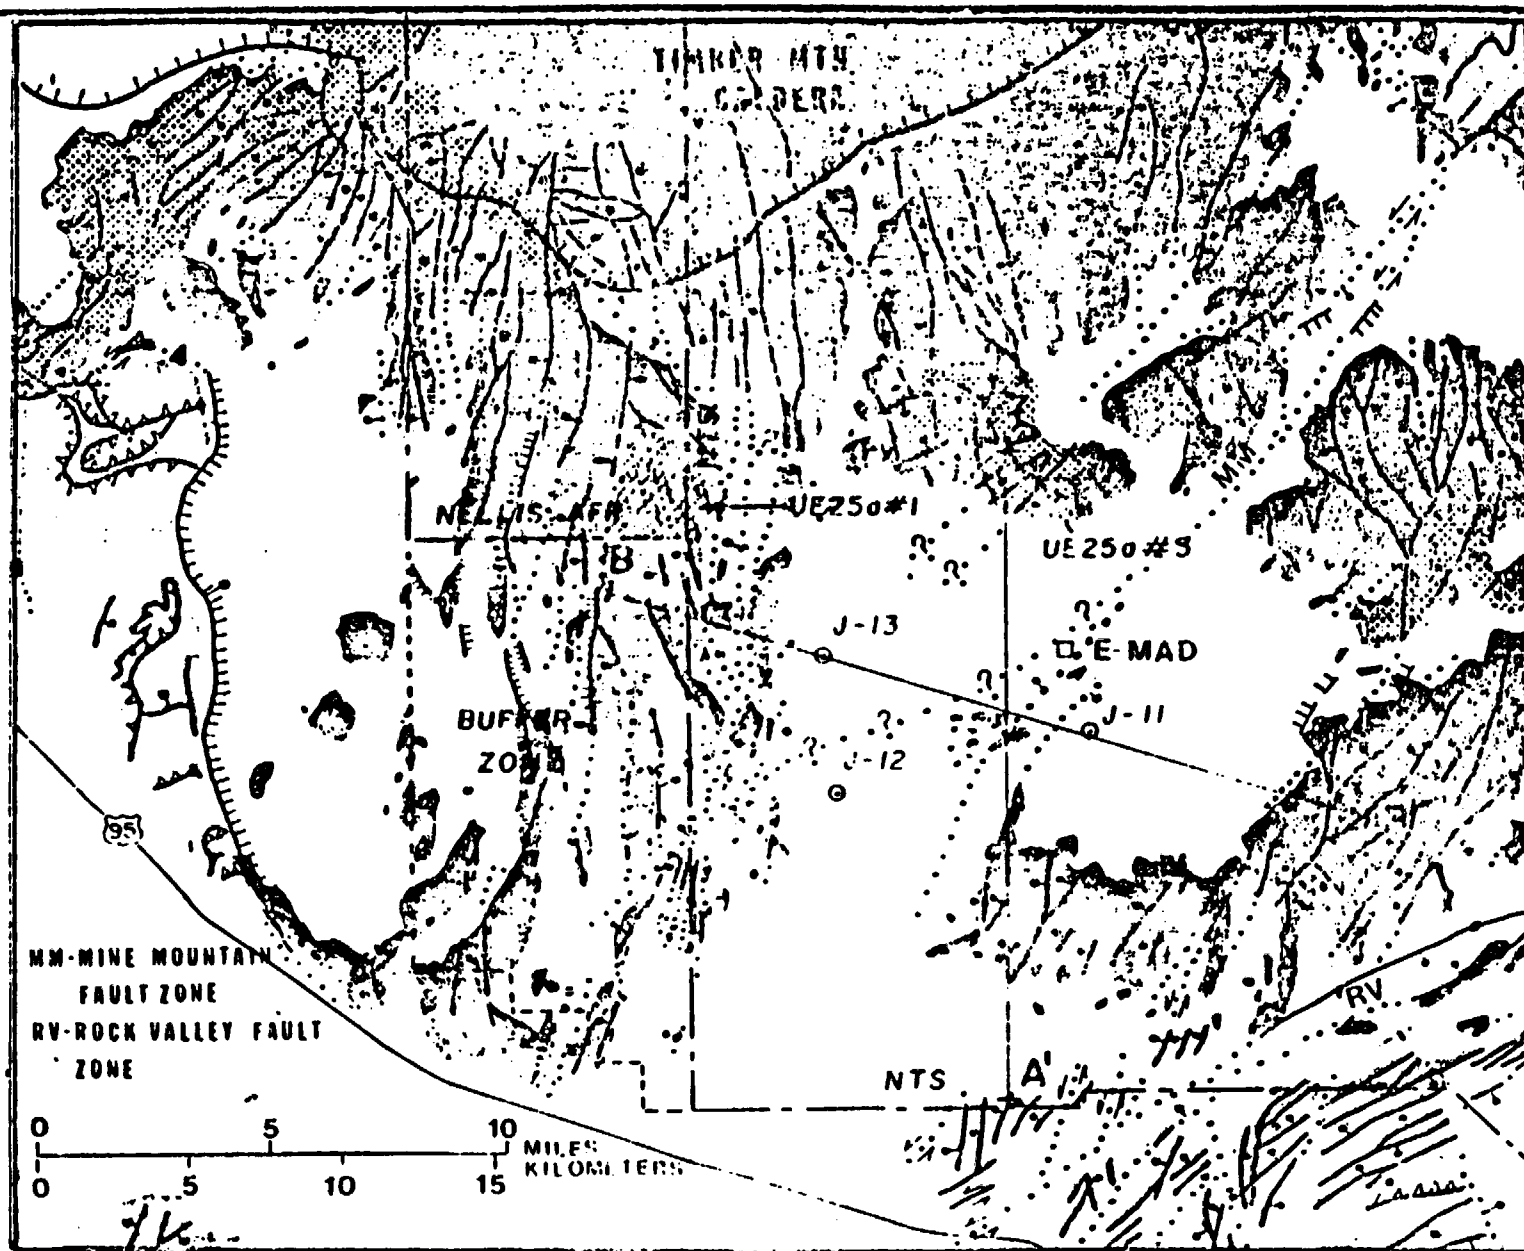 TIMBER MTN
CALDERA
MM
NELLIS AFR
UE25a#1
B
UE25a#3
J-13
E-MAD
BUFFER
ZONE
J-11
J-12
95
MM-MINE MOUNTAIN
FAULT ZONE
RV-ROCK VALLEY FAULT
ZONE
RV
NTS
A'
0 5 10
MILES
KILOMETERS
0 5 10 15